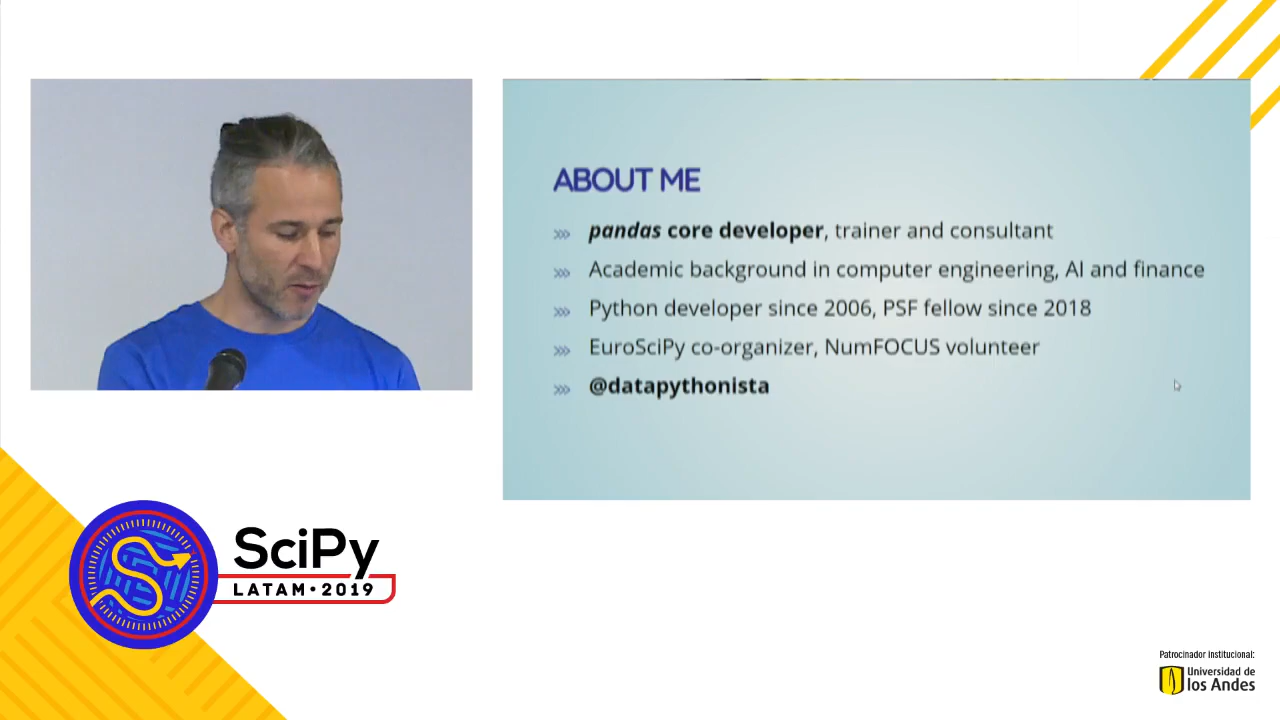 ABOUT ME
pandas core developer, trainer and consultant
Academic background in computer engineering, AI and finance
Python developer since 2006, PSF fellow since 2018
EuroSciPy co-organizer, NumFOCUS volunteer
@datapythonista
SciPy
LATAM • 2019
Patrocinador institucional:
Universidad de
los Andes